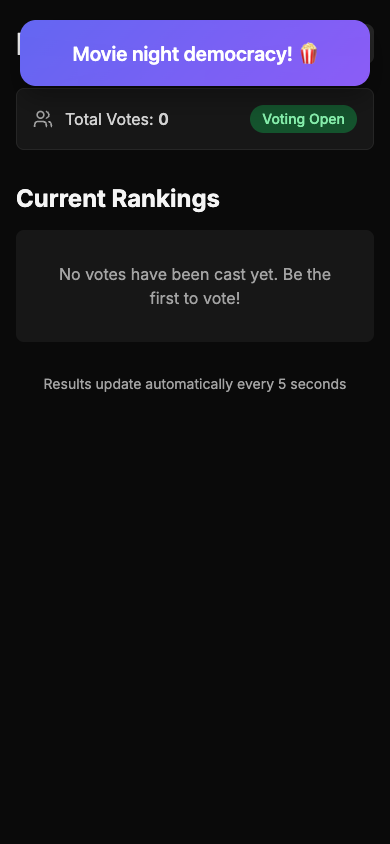 Movie night democracy! 🍿
Total Votes: 0
Voting Open
Current Rankings
No votes have been cast yet. Be the
first to vote!
Results update automatically every 5 seconds